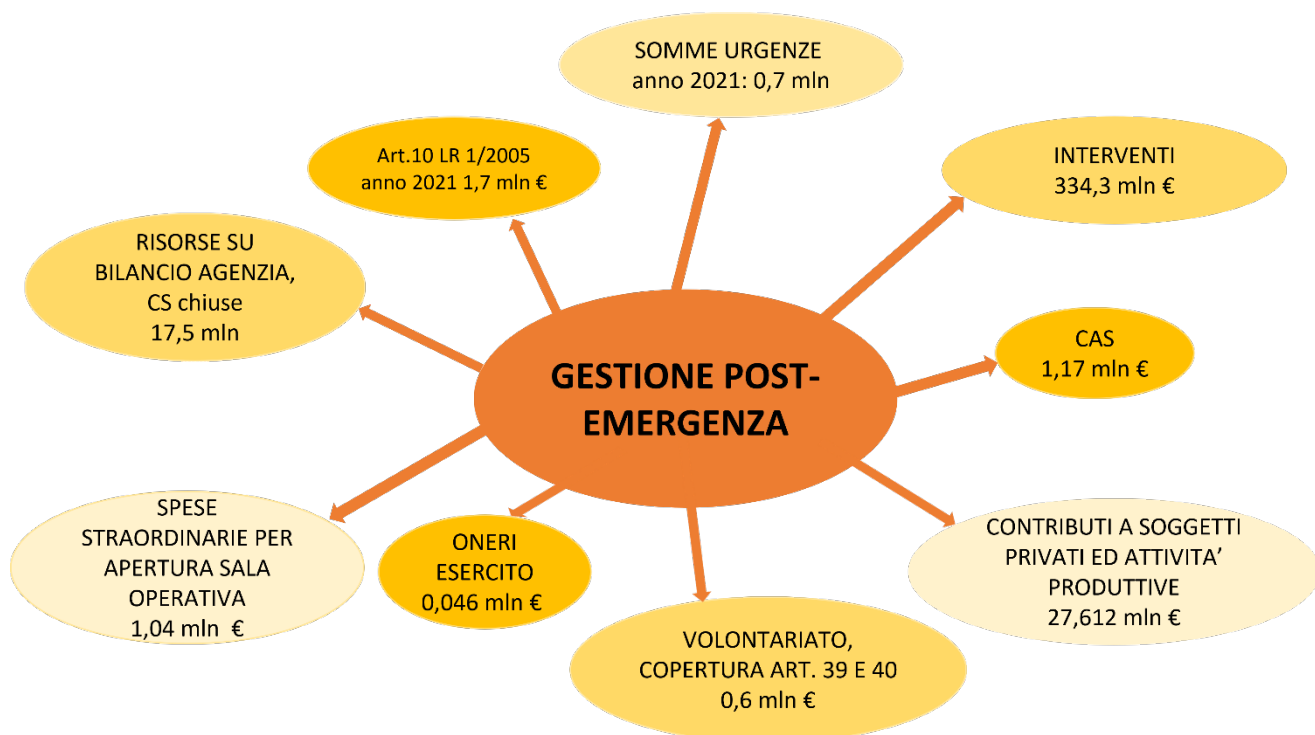 SOMME URGENZE
anno 2021: 0,7 mln
Art.10 LR 1/2005
anno 2021 1,7 mln €
INTERVENTI
334,3 mln €
RISORSE SU
BILANCIO AGENZIA,
CS chiuse
17,5 mln
CAS
1,17 mln €
GESTIONE POST-
EMERGENZA
SPESE
STRAORDINARIE PER
APERTURA SALA
OPERATIVA
1,04 mln  €
ONERI
ESERCITO
0,046 mln €
CONTRIBUTI A SOGGETTI
PRIVATI ED ATTIVITA’
PRODUTTIVE
27,612 mln €
VOLONTARIATO,
COPERTURA ART. 39 E 40
0,6 mln €